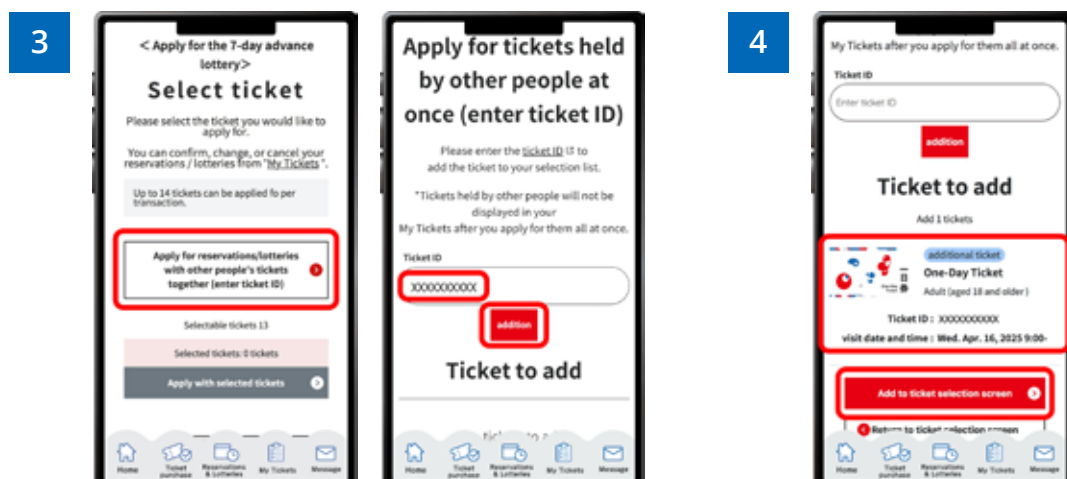 3
< Apply for the 7-day advance
lottery>
Select ticket
Please select the ticket you would like to
apply for.
You can confirm, change, or cancel your
reservations / lotteries from "My Tickets ".
Up to 14 tickets can be applied fo per
transaction.
Apply for reservations/lotteries
with other people's tickets
together (enter ticket ID)
Selectable tickets 13
Selected tickets: 0 tickets
Apply with selected tickets
Home
Ticket
purchase
Reservations
& Lotteries
My Tickets
Message
Apply for tickets held
by other people at
once (enter ticket ID)
Please enter the ticket ID to
add the ticket to your selection list.
*Tickets held by other people will not be
displayed in your
My Tickets after you apply for them all at once.
Ticket ID
XXXXXXXXXX
addition
Ticket to add
Home
Ticket
purchase
Reservations
& Lotteries
My Tickets
Message
4
My Tickets after you apply for them all at once.
Ticket ID
Enter ticket ID
addition
Ticket to add
Add 1 tickets
additional ticket
One-Day Ticket
Adult (aged 18 and older )
Ticket ID : XXXXXXXXXX
visit date and time : Wed. Apr. 16, 2025 9:00-
Add to ticket selection screen
Return to ticket selection screen
Home
Ticket
purchase
Reservations
& Lotteries
My Tickets
Message